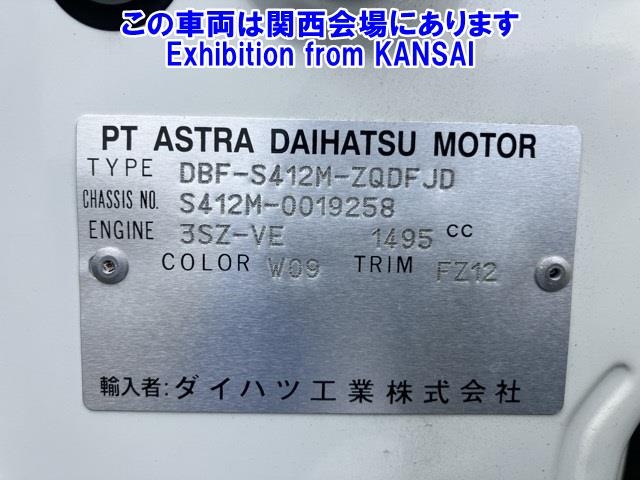 この車両は関西会場にあります
Exhibition from KANSAI
PT ASTRA DAIHATSU MOTOR
TYPE DBF-S412M-ZQDFJD
CHASSIS NO. S412M-0019258
ENGINE 3SZ-VE 1495 CC
COLOR W09 TRIM FZ12
輸入者:ダイハツ工業株式会社